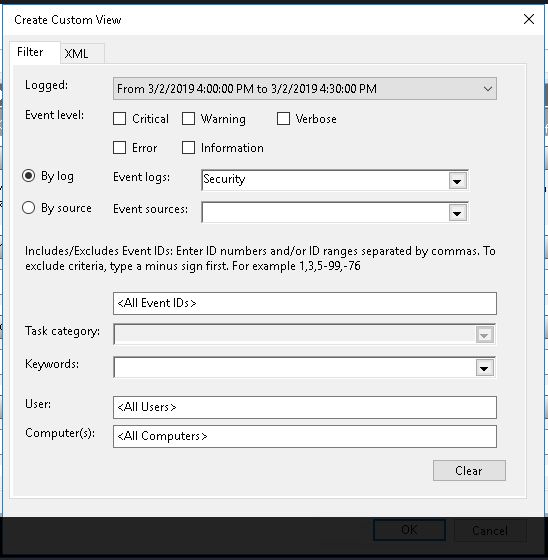 Create Custom View
Filter XML
Logged: From 3/2/2019 4:00:00 PM to 3/2/2019 4:30:00 PM
Event level: Critical Warning Verbose
Error Information
By log Event logs: Security
By source Event sources:
Includes/Excludes Event IDs: Enter ID numbers and/or ID ranges separated by commas. To
exclude criteria, type a minus sign first. For example 1,3,5-99,-76
<All Event IDs>
Task category:
Keywords:
User: <All Users>
Computer(s): <All Computers>
Clear
OK Cancel